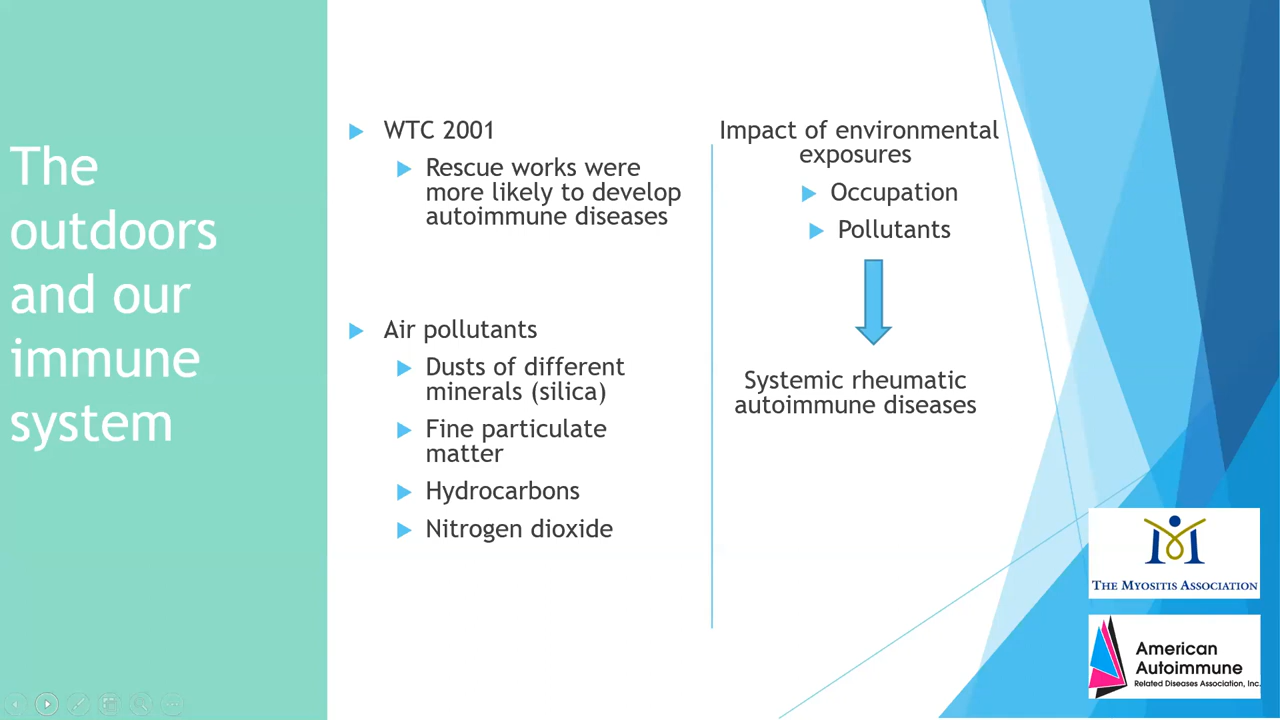 The
outdoors
and our
immune
system
WTC 2001
Rescue works were
more likely to develop
autoimmune diseases
Air pollutants
Dusts of different
minerals (silica)
Fine particulate
matter
Hydrocarbons
Nitrogen dioxide
Impact of environmental
exposures
Occupation
Pollutants
Systemic rheumatic
autoimmune diseases
THE MYOSITIS ASSOCIATION
American
Autoimmune
Related Diseases Association, Inc.